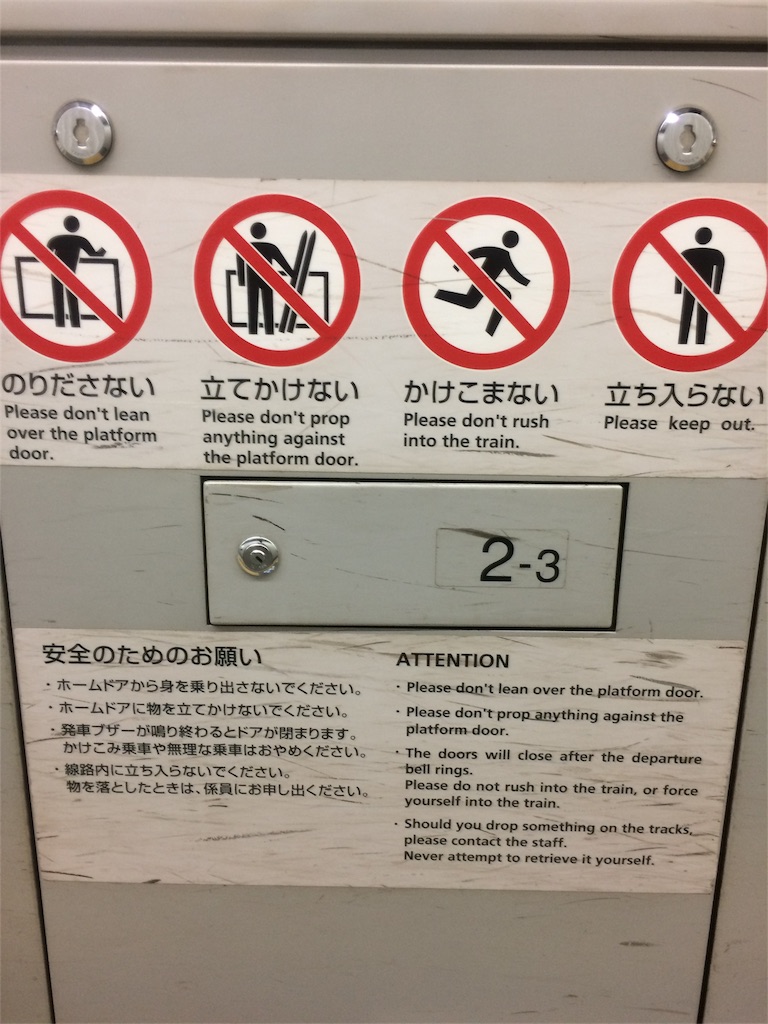 のりださない
Please don't lean
over the platform
door.
立てかけない
Please don't prop
anything against
the platform door.
かけこまない
Please don't rush
into the train.
立ち入らない
Please keep out.
2-3
安全のためのお願い
・ホームドアから身を乗り出さないでください。
・ホームドアに物を立てかけないでください。
・発車ブザーが鳴り終わるとドアが閉まります。
かけこみ乗車や無理な乗車はおやめください。
・線路内に立ち入らないでください。
物を落としたときは、係員にお申し出ください。
ATTENTION
・Please don't lean over the platform door.
・Please don't prop anything against the
platform door.
・The doors will close after the departure
bell rings.
Please do not rush into the train, or force
yourself into the train.
・Should you drop something on the tracks,
please contact the staff.
Never attempt to retrieve it yourself.